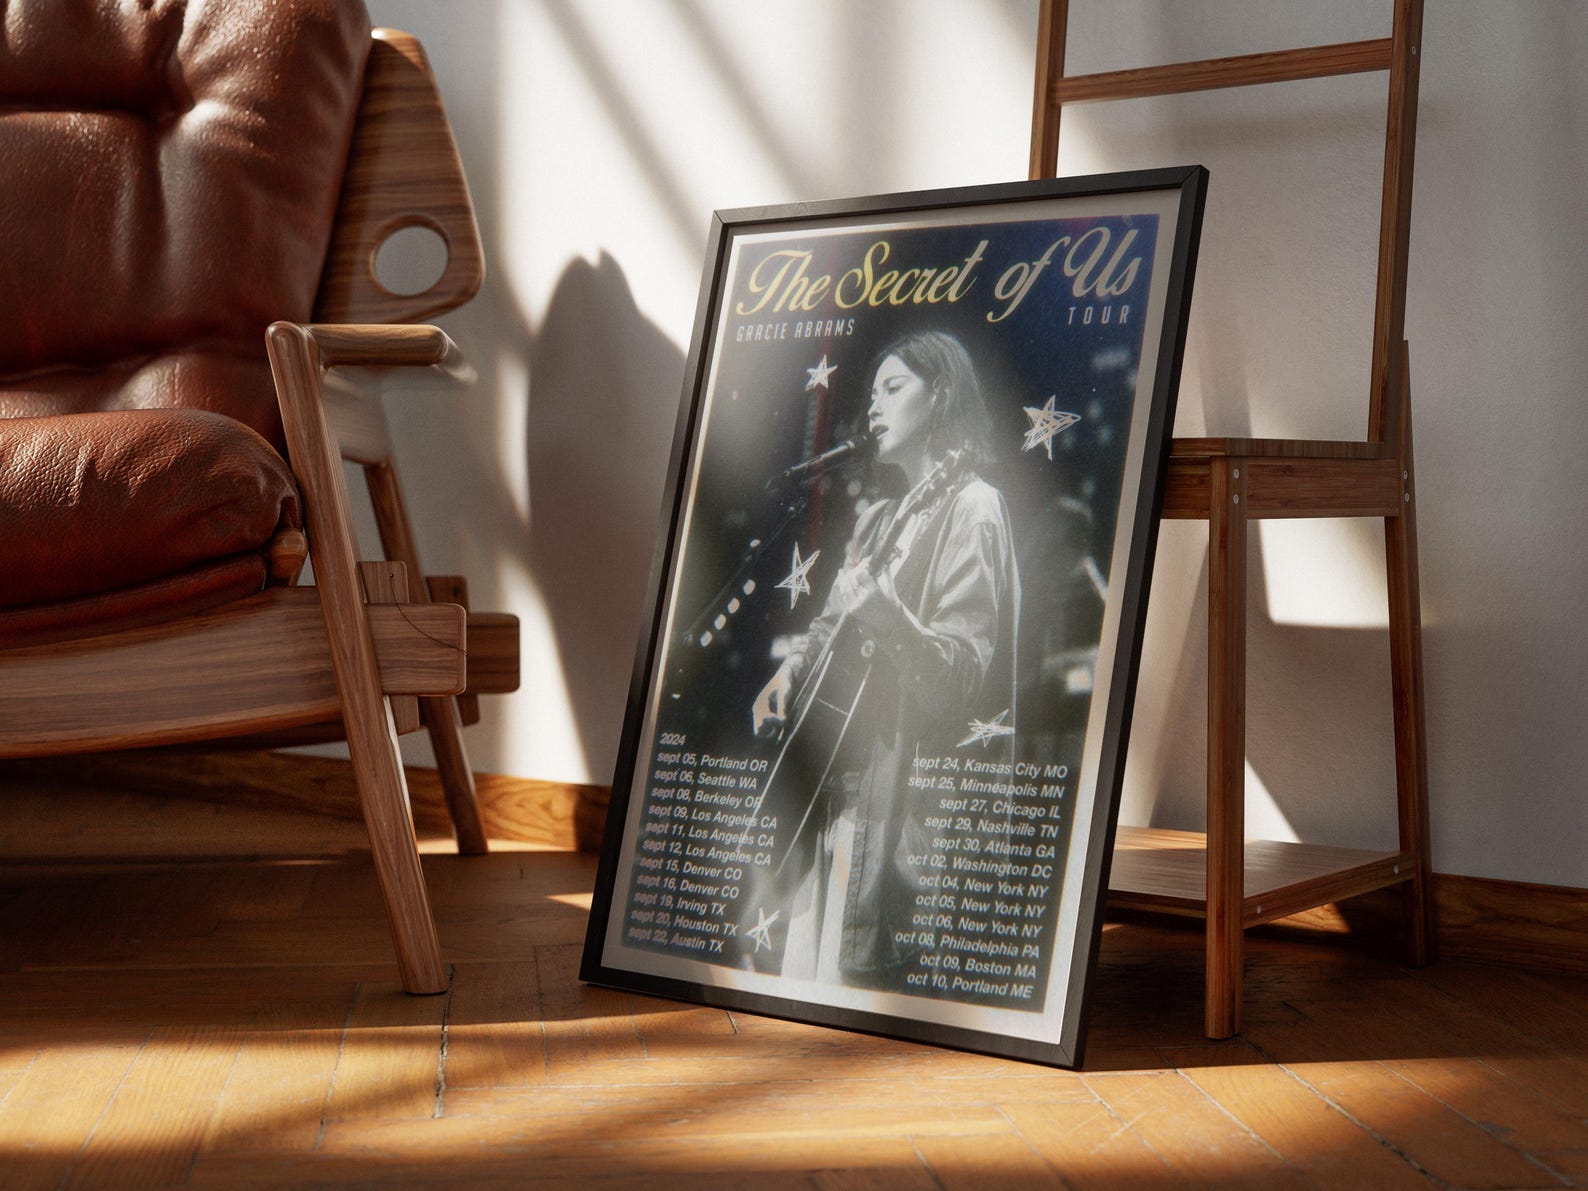 The Secret of Us
GRACIE ABRAMS
TOUR
2024
sept 05, Portland OR
sept 06, Seattle WA
sept 08, Berkeley OR
sept 09, Los Angeles CA
sept 11, Los Angeles CA
sept 12, Los Angeles CA
sept 15, Denver CO
sept 16, Denver CO
sept 19, Irving TX
sept 20, Houston TX
sept 22, Austin TX
sept 24, Kansas City MO
sept 25, Minneapolis MN
sept 27, Chicago IL
sept 29, Nashville TN
sept 30, Atlanta GA
oct 02, Washington DC
oct 04, New York NY
oct 05, New York NY
oct 06, New York NY
oct 08, Philadelphia PA
oct 09, Boston MA
oct 10, Portland ME